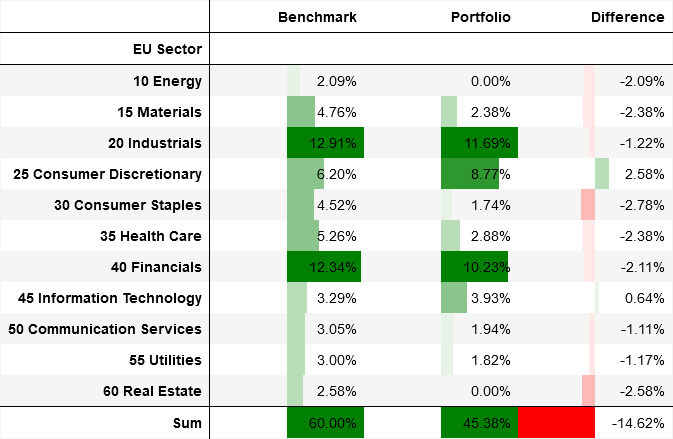 Benchmark Portfolio Difference
EU Sector
10 Energy 2.09% 0.00% -2.09%
15 Materials 4.76% 2.38% -2.38%
20 Industrials 12.91% 11.69% -1.22%
25 Consumer Discretionary 6.20% 8.77% 2.58%
30 Consumer Staples 4.52% 1.74% -2.78%
35 Health Care 5.26% 2.88% -2.38%
40 Financials 12.34% 10.23% -2.11%
45 Information Technology 3.29% 3.93% 0.64%
50 Communication Services 3.05% 1.94% -1.11%
55 Utilities 3.00% 1.82% -1.17%
60 Real Estate 2.58% 0.00% -2.58%
Sum 60.00% 45.38% -14.62%